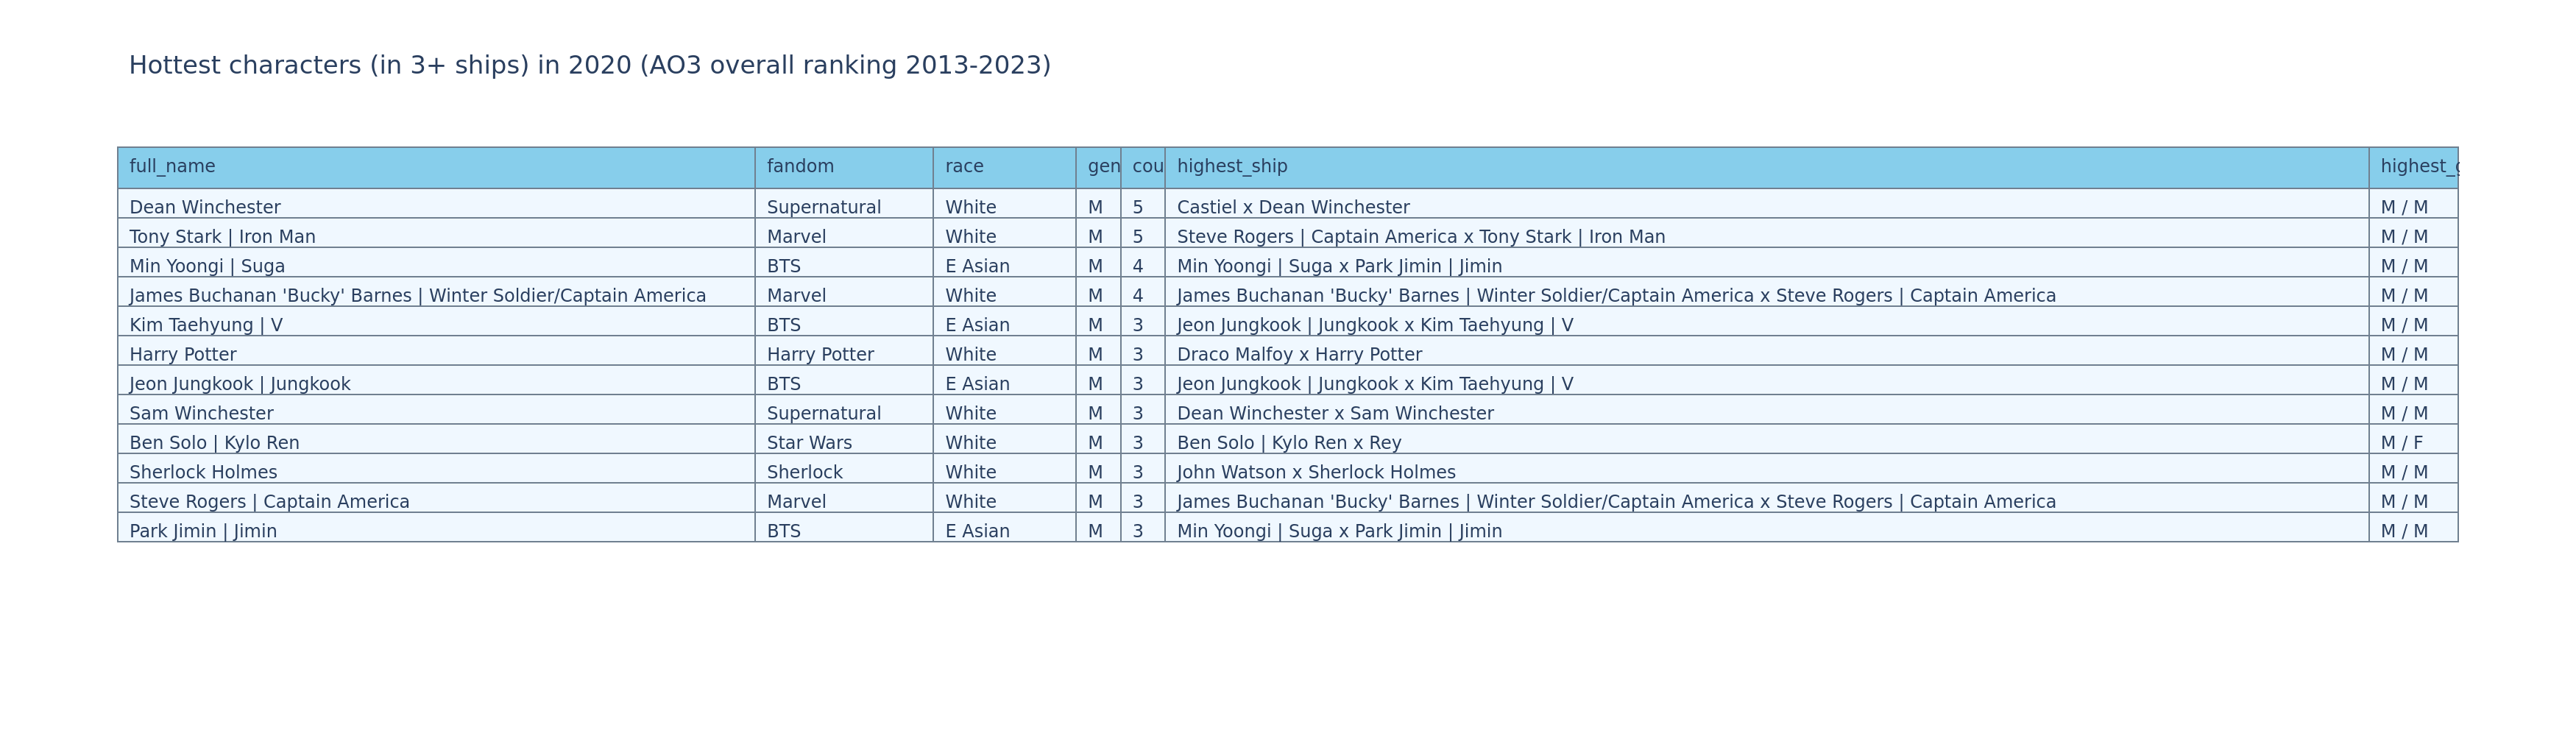 Hottest characters (in 3+ ships) in 2020 (AO3 overall ranking 2013-2023)
full_name fandom race gen cou highest_ship highest_g
Dean Winchester Supernatural White M 5 Castiel x Dean Winchester M / M
Tony Stark | Iron Man Marvel White M 5 Steve Rogers | Captain America x Tony Stark | Iron Man M / M
Min Yoongi | Suga BTS E Asian M 4 Min Yoongi | Suga x Park Jimin | Jimin M / M
James Buchanan 'Bucky' Barnes | Winter Soldier/Captain America Marvel White M 4 James Buchanan 'Bucky' Barnes | Winter Soldier/Captain America x Steve Rogers | Captain America M / M
Kim Taehyung | V BTS E Asian M 3 Jeon Jungkook | Jungkook x Kim Taehyung | V M / M
Harry Potter Harry Potter White M 3 Draco Malfoy x Harry Potter M / M
Jeon Jungkook | Jungkook BTS E Asian M 3 Jeon Jungkook | Jungkook x Kim Taehyung | V M / M
Sam Winchester Supernatural White M 3 Dean Winchester x Sam Winchester M / M
Ben Solo | Kylo Ren Star Wars White M 3 Ben Solo | Kylo Ren x Rey M / F
Sherlock Holmes Sherlock White M 3 John Watson x Sherlock Holmes M / M
Steve Rogers | Captain America Marvel White M 3 James Buchanan 'Bucky' Barnes | Winter Soldier/Captain America x Steve Rogers | Captain America M / M
Park Jimin | Jimin BTS E Asian M 3 Min Yoongi | Suga x Park Jimin | Jimin M / M